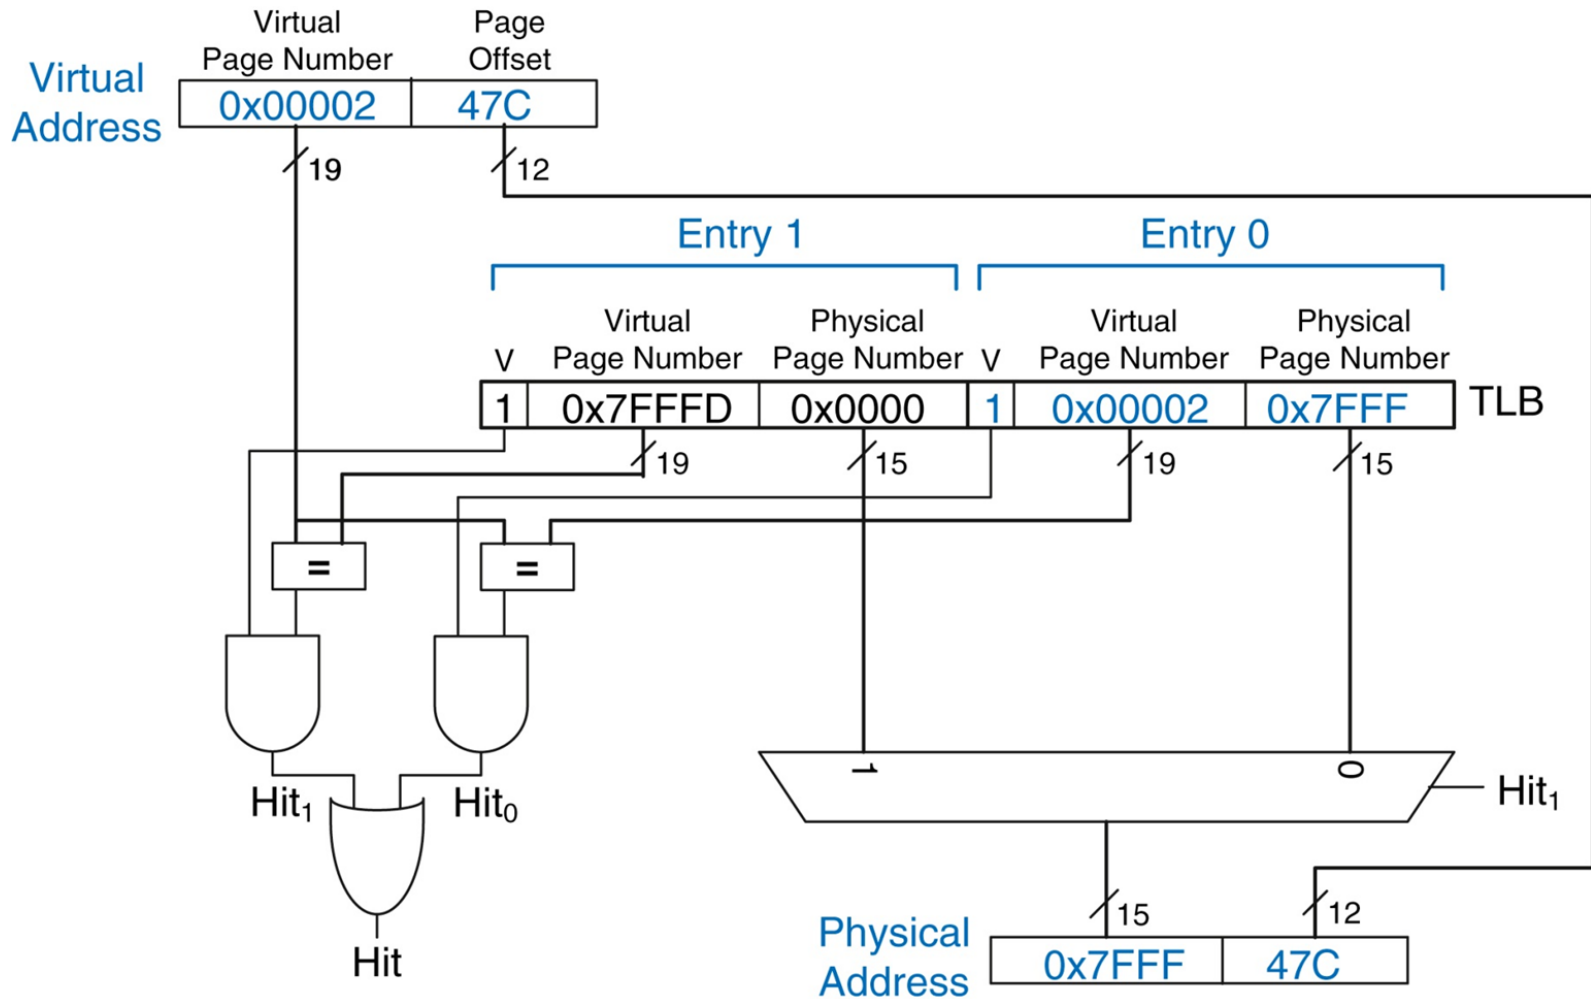 Virtual Page Number
Page Offset
Virtual Address
0x00002 47C
19 12
Entry 1 Entry 0
V Virtual Page Number Physical Page Number V Virtual Page Number Physical Page Number
1 0x7FFFD 0x0000 1 0x00002 0x7FFF TLB
19 15 19 15
= =
1 0
Hit₁ Hit₀ Hit₁
15 12
Hit
Physical Address
0x7FFF 47C